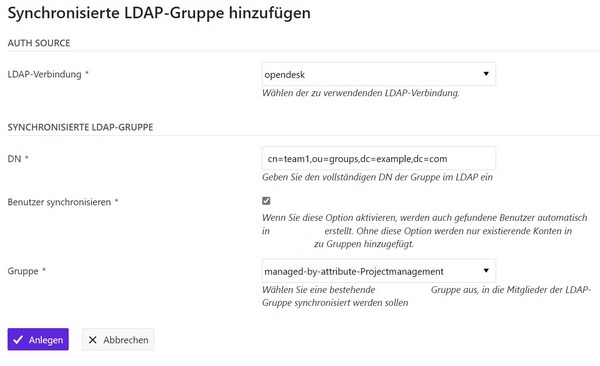 Synchronisierte LDAP-Gruppe hinzufügen
AUTH SOURCE
LDAP-Verbindung *
opendesk
Wählen der zu verwendenden LDAP-Verbindung.
SYNCHRONISIERTE LDAP-GRUPPE
DN *
cn=team1,ou=groups,dc=example,dc=com
Geben Sie den vollständigen DN der Gruppe im LDAP ein
Benutzer synchronisieren *
Wenn Sie diese Option aktivieren, werden auch gefundene Benutzer automatisch
in erstellt. Ohne diese Option werden nur existierende Konten in
zu Gruppen hinzugefügt.
Gruppe *
managed-by-attribute-Projectmanagement
Wählen Sie eine bestehende Gruppe aus, in die Mitglieder der LDAP-
Gruppe synchronisiert werden sollen
Anlegen
Abbrechen